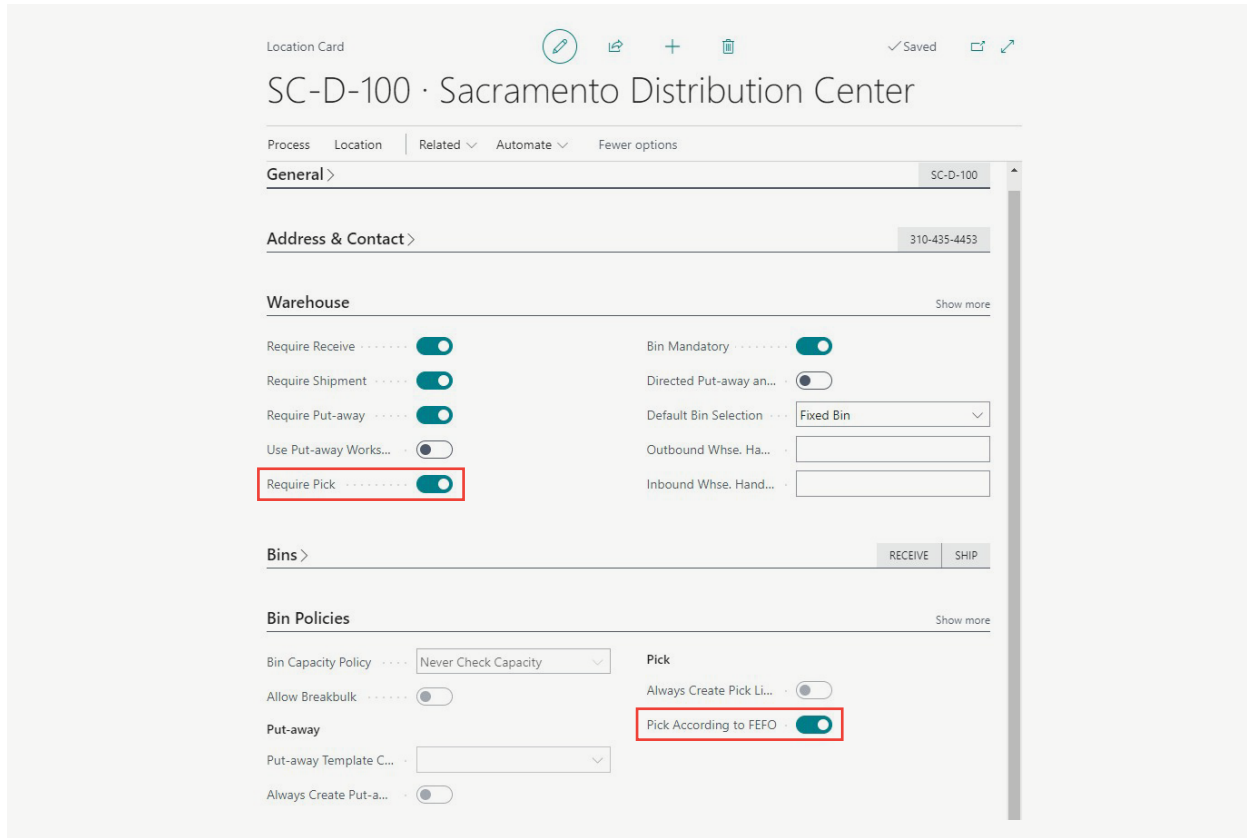 Location Card
Saved
SC-D-100 · Sacramento Distribution Center
Process Location Related Automate Fewer options
General
SC-D-100
Address & Contact
310-435-4453
Warehouse
Show more
Require Receive
Require Shipment
Require Put-away
Use Put-away Works...
Require Pick
Bin Mandatory
Directed Put-away an...
Default Bin Selection
Fixed Bin
Outbound Whse. Ha...
Inbound Whse. Hand...
Bins
RECEIVE
SHIP
Bin Policies
Show more
Bin Capacity Policy
Never Check Capacity
Allow Breakbulk
Put-away
Put-away Template C...
Always Create Put-a...
Pick
Always Create Pick Li...
Pick According to FEFO